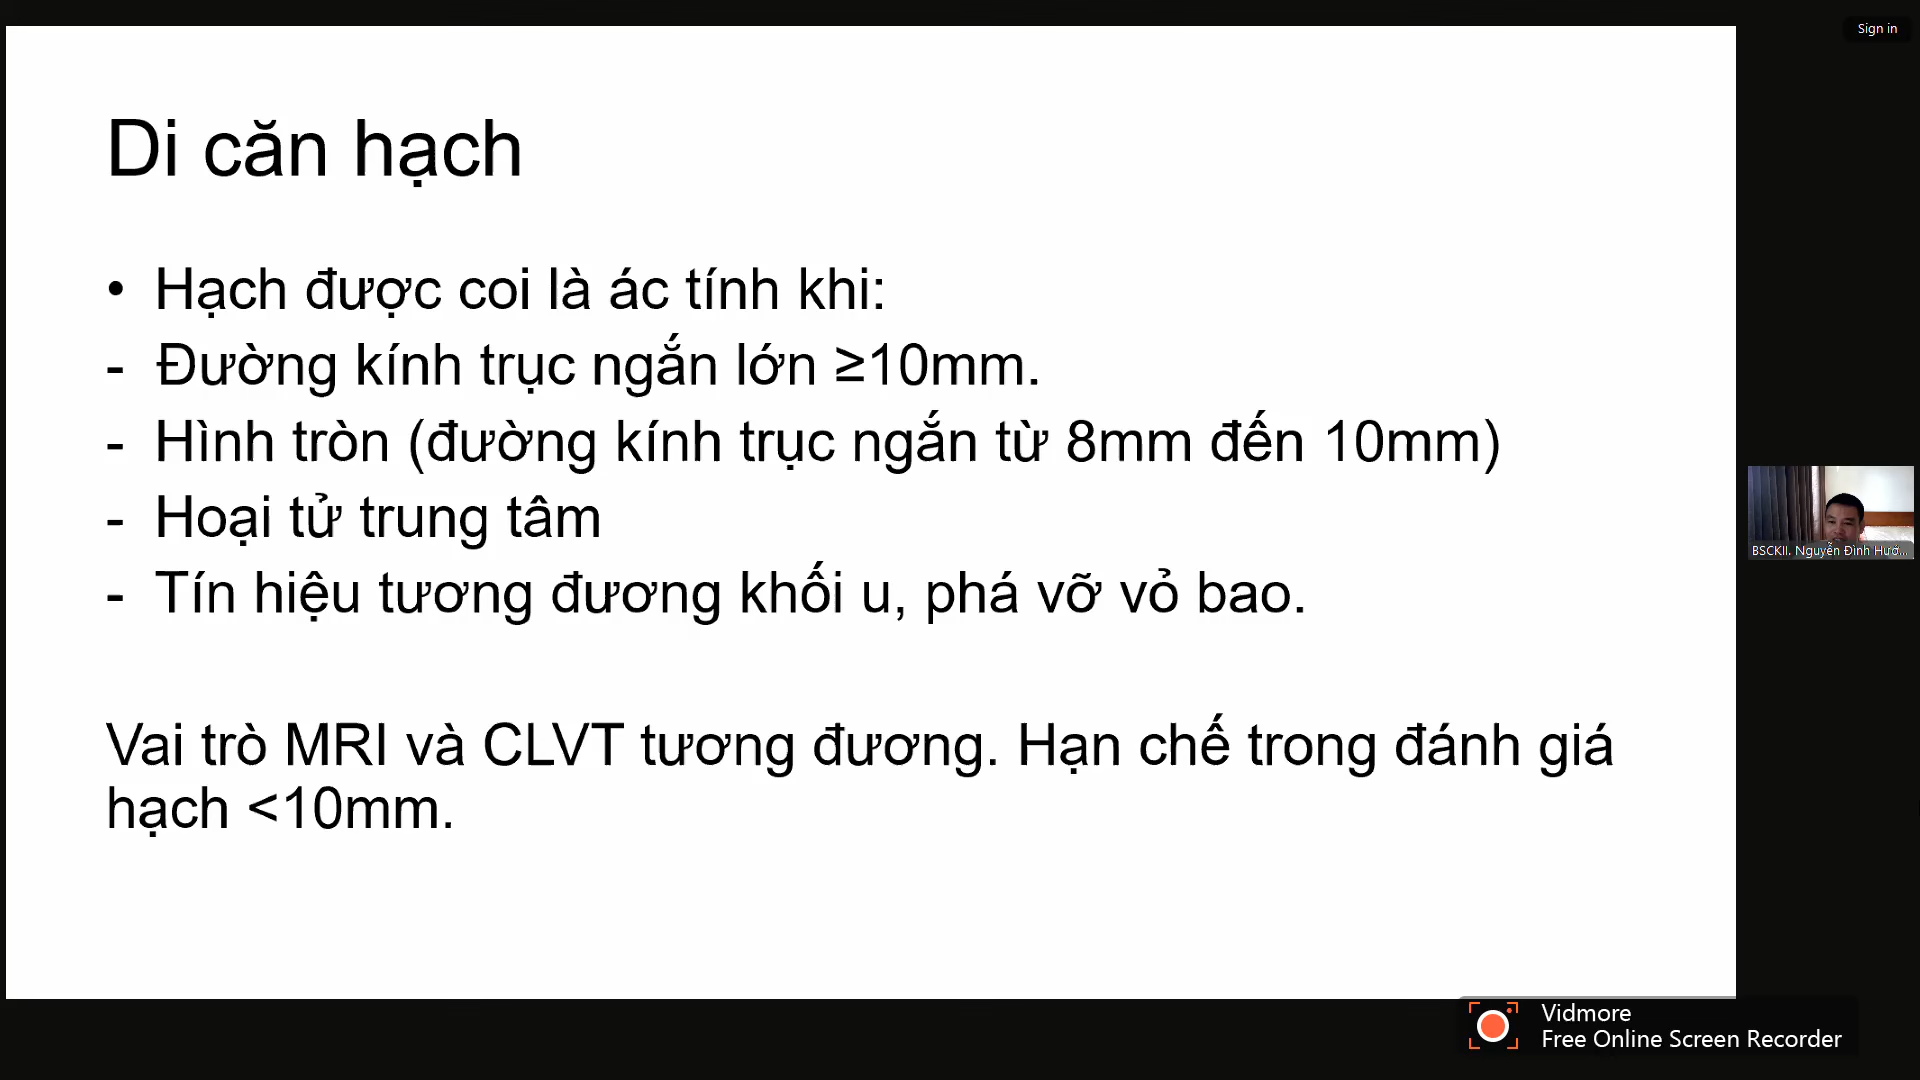 Sign in
Di căn hạch
• Hạch được coi là ác tính khi:
- Đường kính trục ngắn lớn ≥10mm.
- Hình tròn (đường kính trục ngắn từ 8mm đến 10mm)
- Hoại tử trung tâm
- Tín hiệu tương đương khối u, phá vỡ vỏ bao.
Vai trò MRI và CLVT tương đương. Hạn chế trong đánh giá
hạch <10mm.
BSCKII. Nguyễn Đình Hướ...
Vidmore
Free Online Screen Recorder